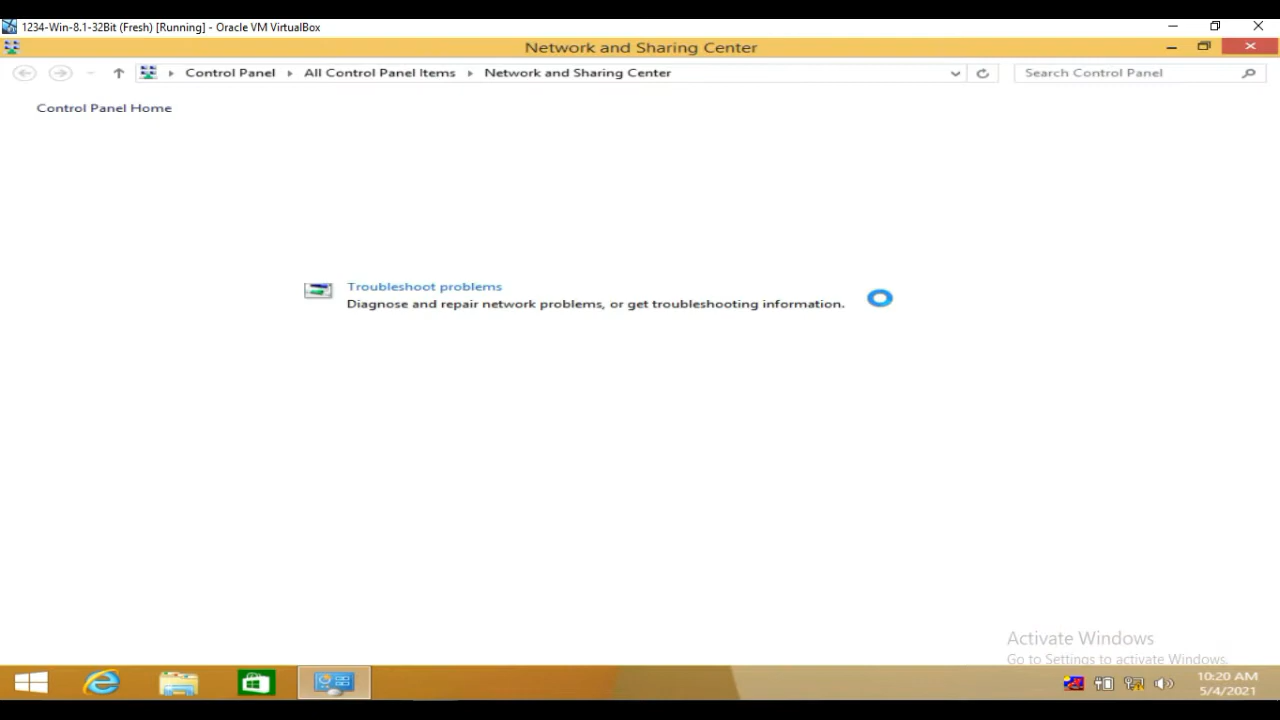 1234-Win-8.1-32Bit (Fresh) [Running] - Oracle VM VirtualBox
Network and Sharing Center
Control Panel All Control Panel Items Network and Sharing Center
Search Control Panel
Control Panel Home
Troubleshoot problems
Diagnose and repair network problems, or get troubleshooting information.
Activate Windows
Go to Settings to activate Windows.
10:20 AM
5/4/2021